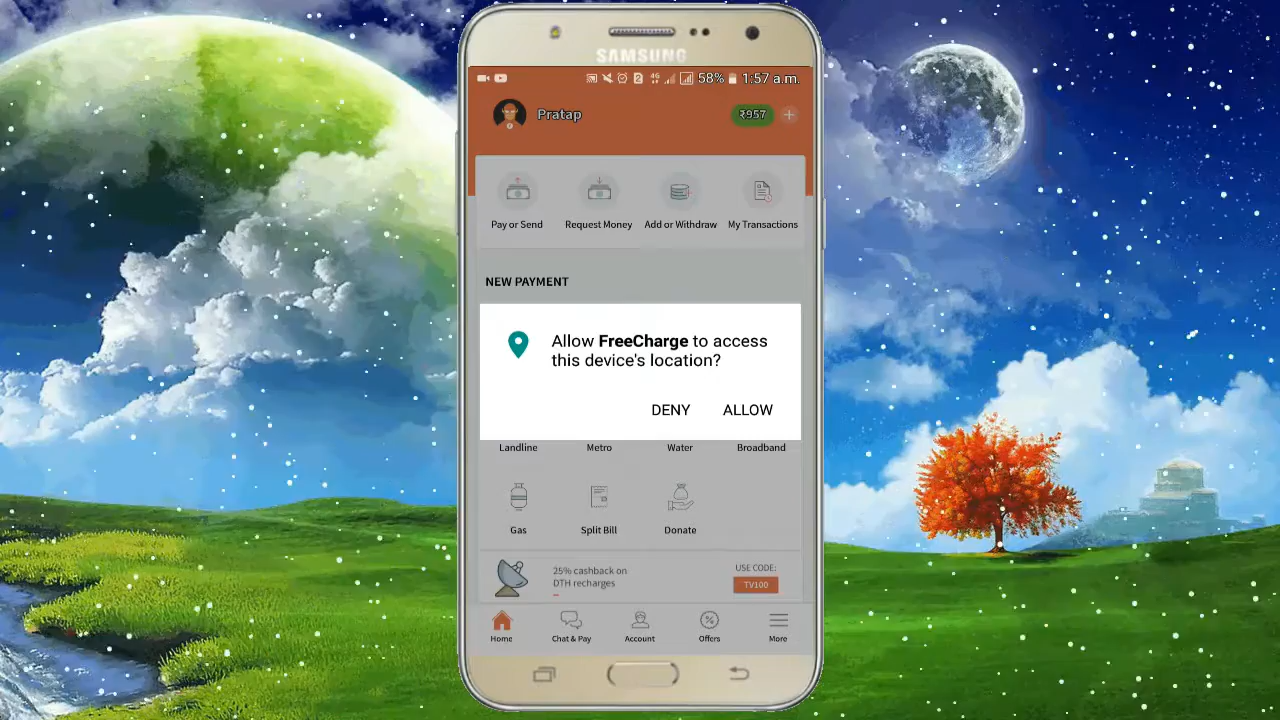 SAMSUNG
4G 58% 1:57 a.m.
Pratap
₹957
Pay or Send
Request Money
Add or Withdraw
My Transactions
NEW PAYMENT
Allow FreeCharge to access
this device's location?
DENY
ALLOW
Landline
Metro
Water
Broadband
Gas
Split Bill
Donate
25% cashback on
DTH recharges
USE CODE:
TV100
Home
Chat & Pay
Account
Offers
More